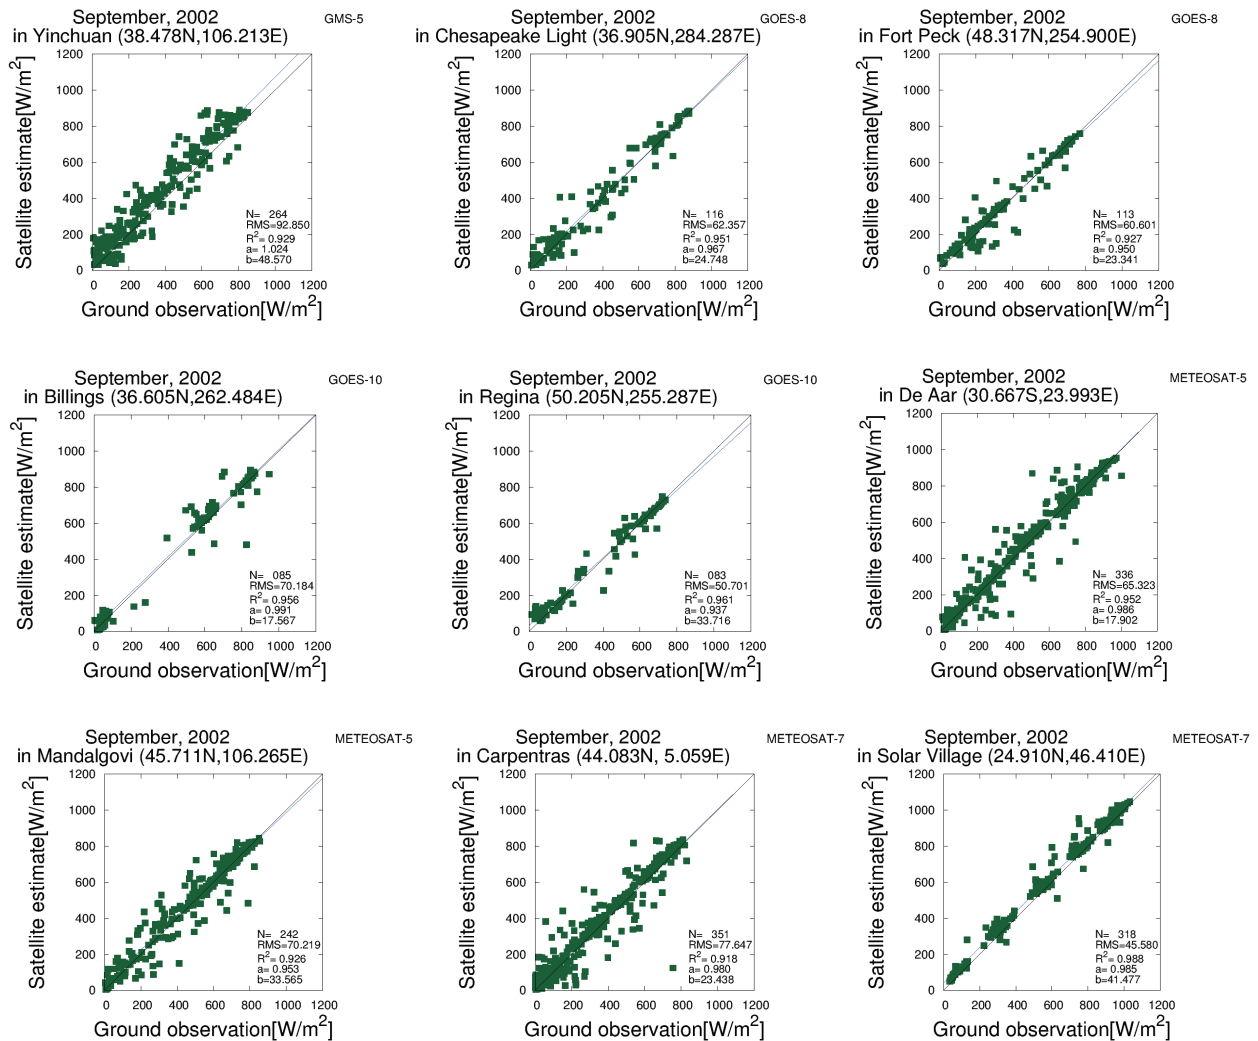 September, 2002
GMS-5
in Yinchuan (38.478N,106.213E)
1200
1000
800
600
400
200
0
Satellite estimate[W/m2]
N= 264
RMS=92.850
R2= 0.929
a= 1.024
b=48.570
0 200 400 600 800 1000 1200
Ground observation[W/m2]
September, 2002
GOES-8
in Chesapeake Light (36.905N,284.287E)
1200
1000
800
600
400
200
0
Satellite estimate[W/m2]
N= 116
RMS=62.357
R2= 0.951
a= 0.967
b=24.748
0 200 400 600 800 1000 1200
Ground observation[W/m2]
September, 2002
GOES-8
in Fort Peck (48.317N,254.900E)
1200
1000
800
600
400
200
0
Satellite estimate[W/m2]
N= 113
RMS=60.601
R2= 0.927
a= 0.950
b=23.341
0 200 400 600 800 1000 1200
Ground observation[W/m2]
September, 2002
GOES-10
in Billings (36.605N,262.484E)
1200
1000
800
600
400
200
0
Satellite estimate[W/m2]
N= 085
RMS=70.184
R2= 0.956
a= 0.991
b=17.567
0 200 400 600 800 1000 1200
Ground observation[W/m2]
September, 2002
GOES-10
in Regina (50.205N,255.287E)
1200
1000
800
600
400
200
0
Satellite estimate[W/m2]
N= 083
RMS=50.701
R2= 0.961
a= 0.937
b=33.716
0 200 400 600 800 1000 1200
Ground observation[W/m2]
September, 2002
METEOSAT-5
in De Aar (30.667S,23.993E)
1200
1000
800
600
400
200
0
Satellite estimate[W/m2]
N= 336
RMS=65.323
R2= 0.952
a= 0.986
b=17.902
0 200 400 600 800 1000 1200
Ground observation[W/m2]
September, 2002
METEOSAT-5
in Mandalgovi (45.711N,106.265E)
1200
1000
800
600
400
200
0
Satellite estimate[W/m2]
N= 242
RMS=70.219
R2= 0.926
a= 0.953
b=33.565
0 200 400 600 800 1000 1200
Ground observation[W/m2]
September, 2002
METEOSAT-7
in Carpentras (44.083N, 5.059E)
1200
1000
800
600
400
200
0
Satellite estimate[W/m2]
N= 351
RMS=77.647
R2= 0.918
a= 0.980
b=23.438
0 200 400 600 800 1000 1200
Ground observation[W/m2]
September, 2002
METEOSAT-7
in Solar Village (24.910N,46.410E)
1200
1000
800
600
400
200
0
Satellite estimate[W/m2]
N= 318
RMS=45.580
R2= 0.988
a= 0.985
b=41.477
0 200 400 600 800 1000 1200
Ground observation[W/m2]